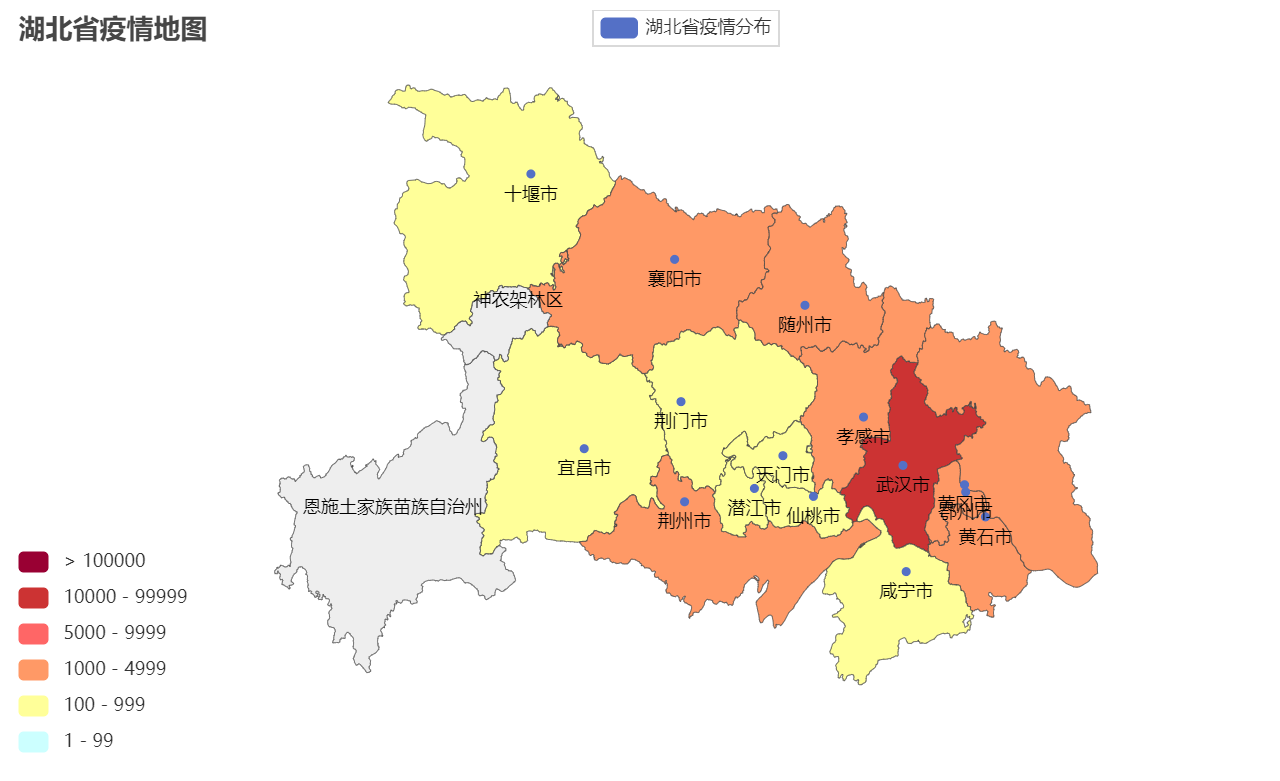 湖北省疫情地图
湖北省疫情分布
十堰市
襄阳市
神农架林区
随州市
荆门市
孝感市
宜昌市
天门市
武汉市
恩施土家族苗族自治州
潜江市
仙桃市
黄冈市
鄂州市
荆州市
黄石市
咸宁市
> 100000
10000 - 99999
5000 - 9999
1000 - 4999
100 - 999
1 - 99